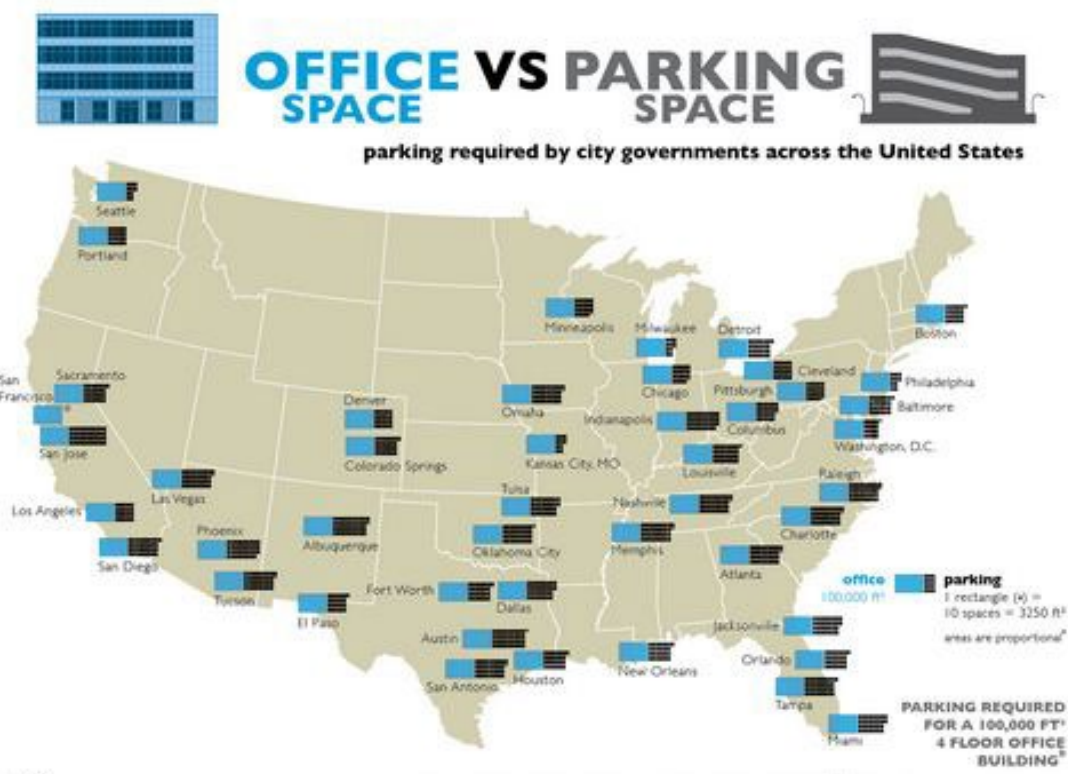 OFFICE VS PARKING
SPACE SPACE
parking required by city governments across the United States
Seattle
Portland
Minneapolis
Milwaukee
Detroit
Boston
San
Francisco
Sacramento
Denver
Omaha
Chicago
Pittsburgh
Cleveland
Philadelphia
Baltimore
Indianapolis
Columbus
San Jose
Colorado Springs
Kansas City, MO
Louisville
Washington, D.C.
Las Vegas
Tulsa
Nashville
Raleigh
Los Angeles
Phoenix
Albuquerque
Oklahoma City
Memphis
Charlotte
San Diego
Atlanta
Tucson
Fort Worth
Dallas
El Paso
office parking
100,000 ft² 1 rectangle (▪) =
10 spaces = 3250 ft²
areas are proportional
Austin
Jacksonville
San Antonio
Houston
New Orleans
Orlando
Tampa
Miami
PARKING REQUIRED
FOR A 100,000 FT²
4 FLOOR OFFICE
BUILDING